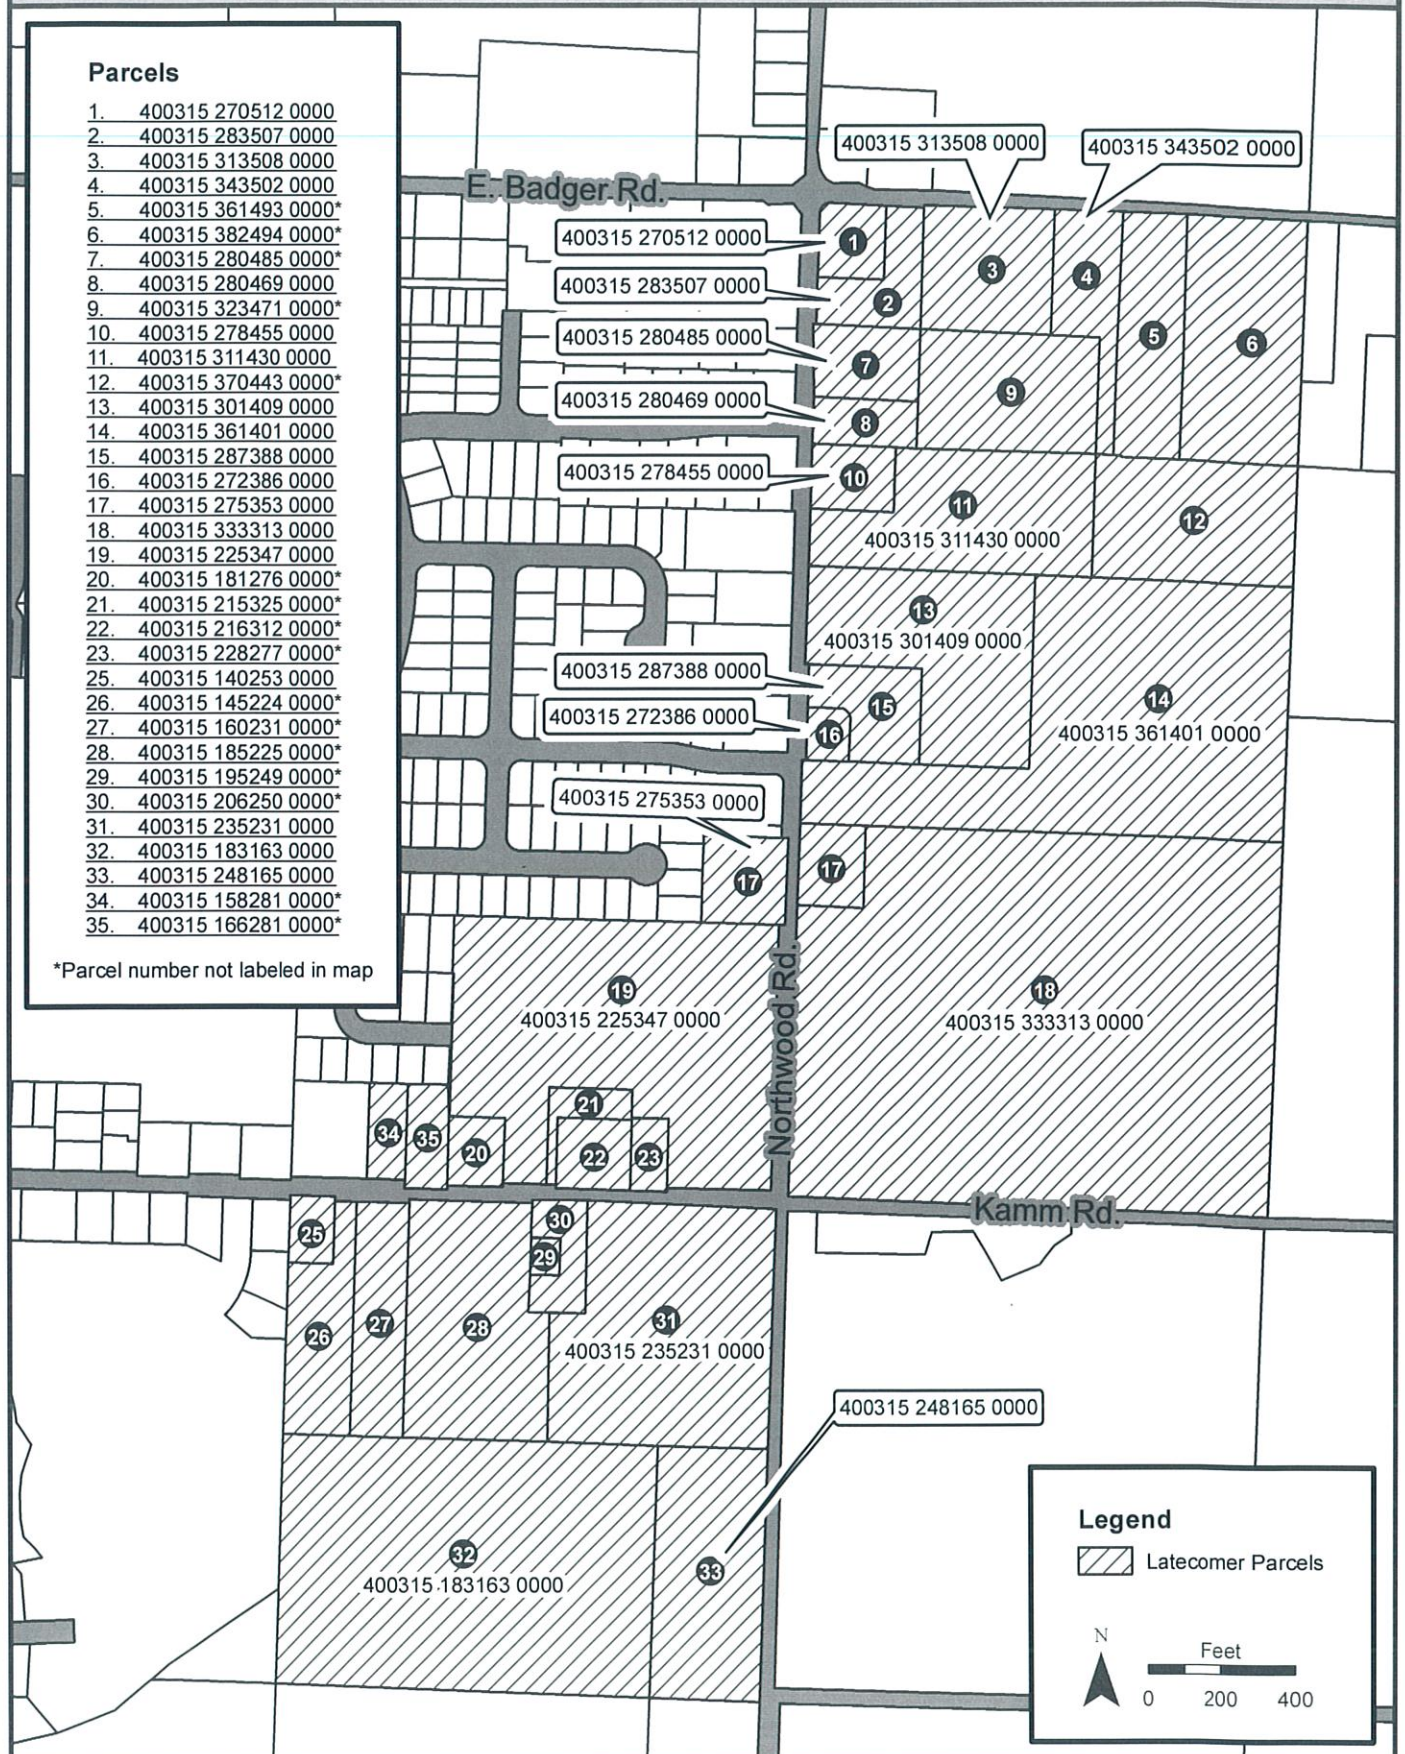 Parcels
1. 400315 270512 0000
2. 400315 283507 0000
3. 400315 313508 0000
4. 400315 343502 0000
5. 400315 361493 0000*
6. 400315 382494 0000*
7. 400315 280485 0000*
8. 400315 280469 0000
9. 400315 323471 0000*
10. 400315 278455 0000
11. 400315 311430 0000
12. 400315 370443 0000*
13. 400315 301409 0000
14. 400315 361401 0000
15. 400315 287388 0000
16. 400315 272386 0000
17. 400315 275353 0000
18. 400315 333313 0000
19. 400315 225347 0000
20. 400315 181276 0000*
21. 400315 215325 0000*
22. 400315 216312 0000*
23. 400315 228277 0000*
25. 400315 140253 0000
26. 400315 145224 0000*
27. 400315 160231 0000*
28. 400315 185225 0000*
29. 400315 195249 0000*
30. 400315 206250 0000*
31. 400315 235231 0000
32. 400315 183163 0000
33. 400315 248165 0000
34. 400315 158281 0000*
35. 400315 166281 0000*
*Parcel number not labeled in map
400315 313508 0000
400315 343502 0000
E. Badger Rd.
400315 270512 0000
1
3
4
400315 283507 0000
2
400315 280485 0000
5
6
7
9
400315 280469 0000
8
400315 278455 0000
10
11
400315 311430 0000
12
13
400315 301409 0000
400315 287388 0000
15
14
400315 361401 0000
400315 272386 0000
16
400315 275353 0000
17
17
Northwood Rd.
19
400315 225347 0000
18
400315 333313 0000
21
34
35
20
22
23
Kamm Rd.
25
30
29
26
27
28
31
400315 235231 0000
400315 248165 0000
32
400315 183163 0000
33
Legend
Latecomer Parcels
N
Feet
0 200 400